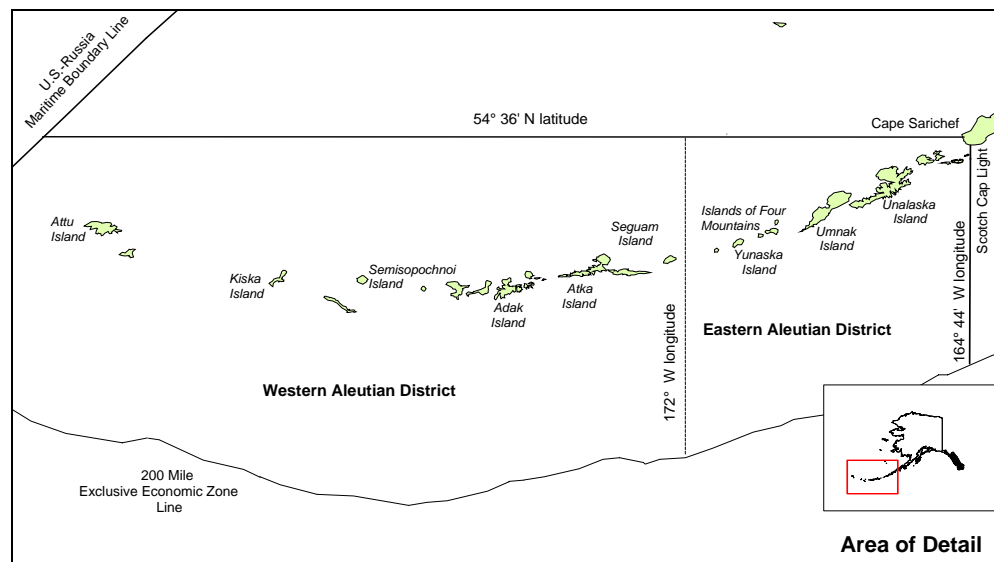 U.S.-Russia
Maritime Boundary Line
54° 36' N latitude
Cape Sarichef
Scotch Cap Light
164° 44' W longitude
Attu
Island
Kiska
Island
Semisopochnoi
Island
Adak
Island
Atka
Island
Seguam
Island
Islands of Four
Mountains
Yunaska
Island
Umnak
Island
Unalaska
Island
172° W longitude
Western Aleutian District
Eastern Aleutian District
200 Mile
Exclusive Economic Zone
Line
Area of Detail